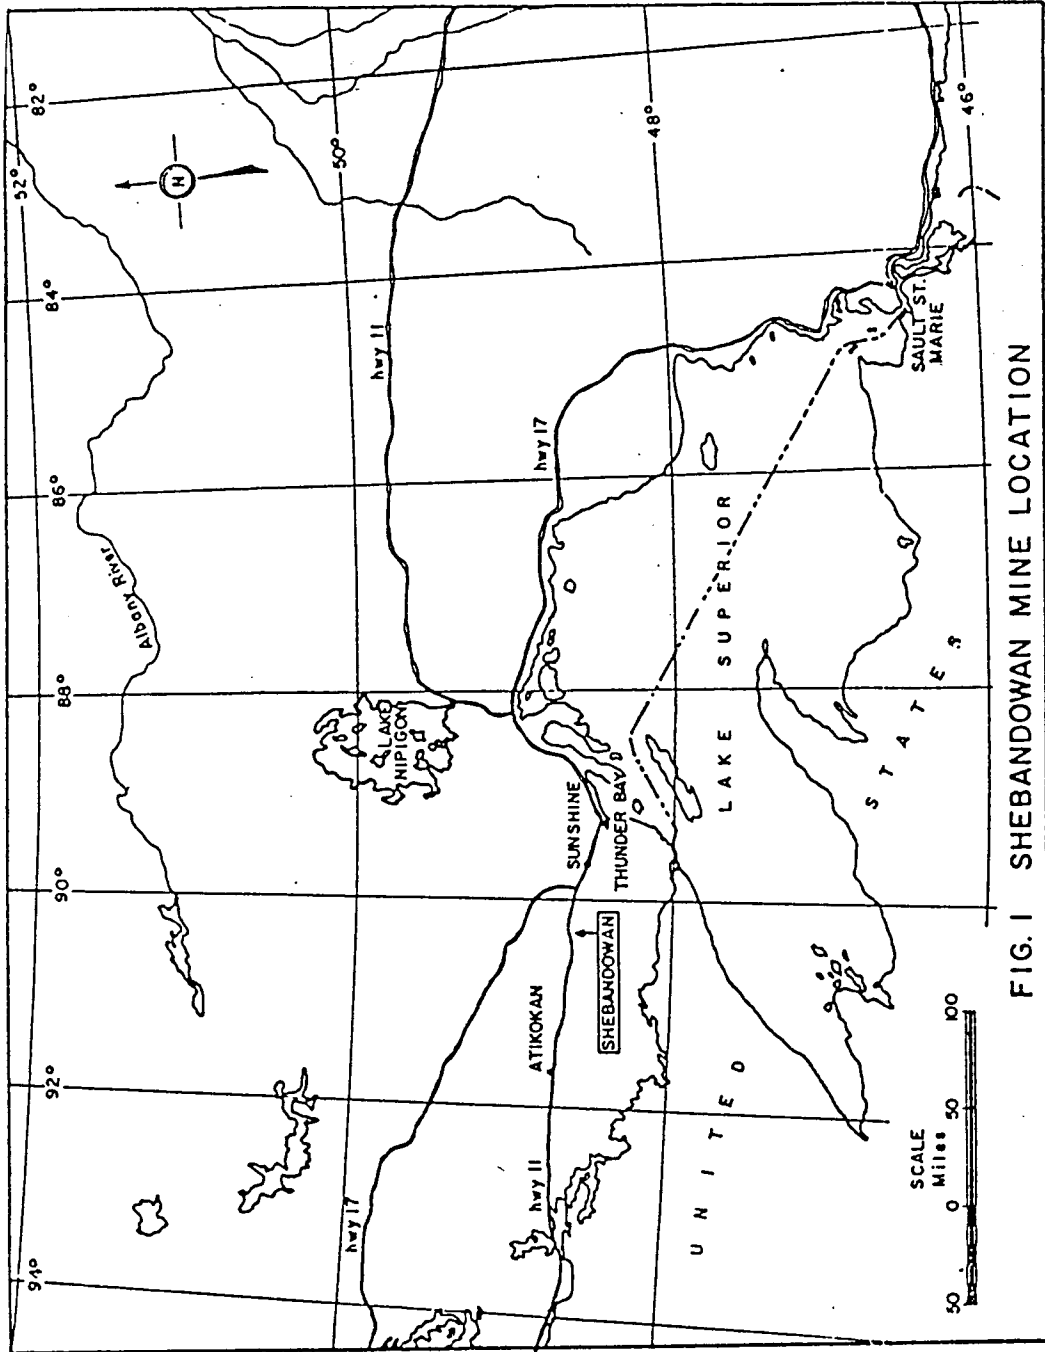 94°
92°
90°
88°
86°
84°
82°
52°
50°
48°
46°
N
Albany River
hwy 11
hwy 17
hwy 17
hwy 11
LAKE
NIPIGON
ATIKOKAN
SHEBANDOWAN
SUNSHINE
THUNDER BAY
LAKE SUPERIOR
SAULT ST.
MARIE
UNITED STATES
SCALE
Miles
50 0 50 100
FIG. 1 SHEBANDOWAN MINE LOCATION